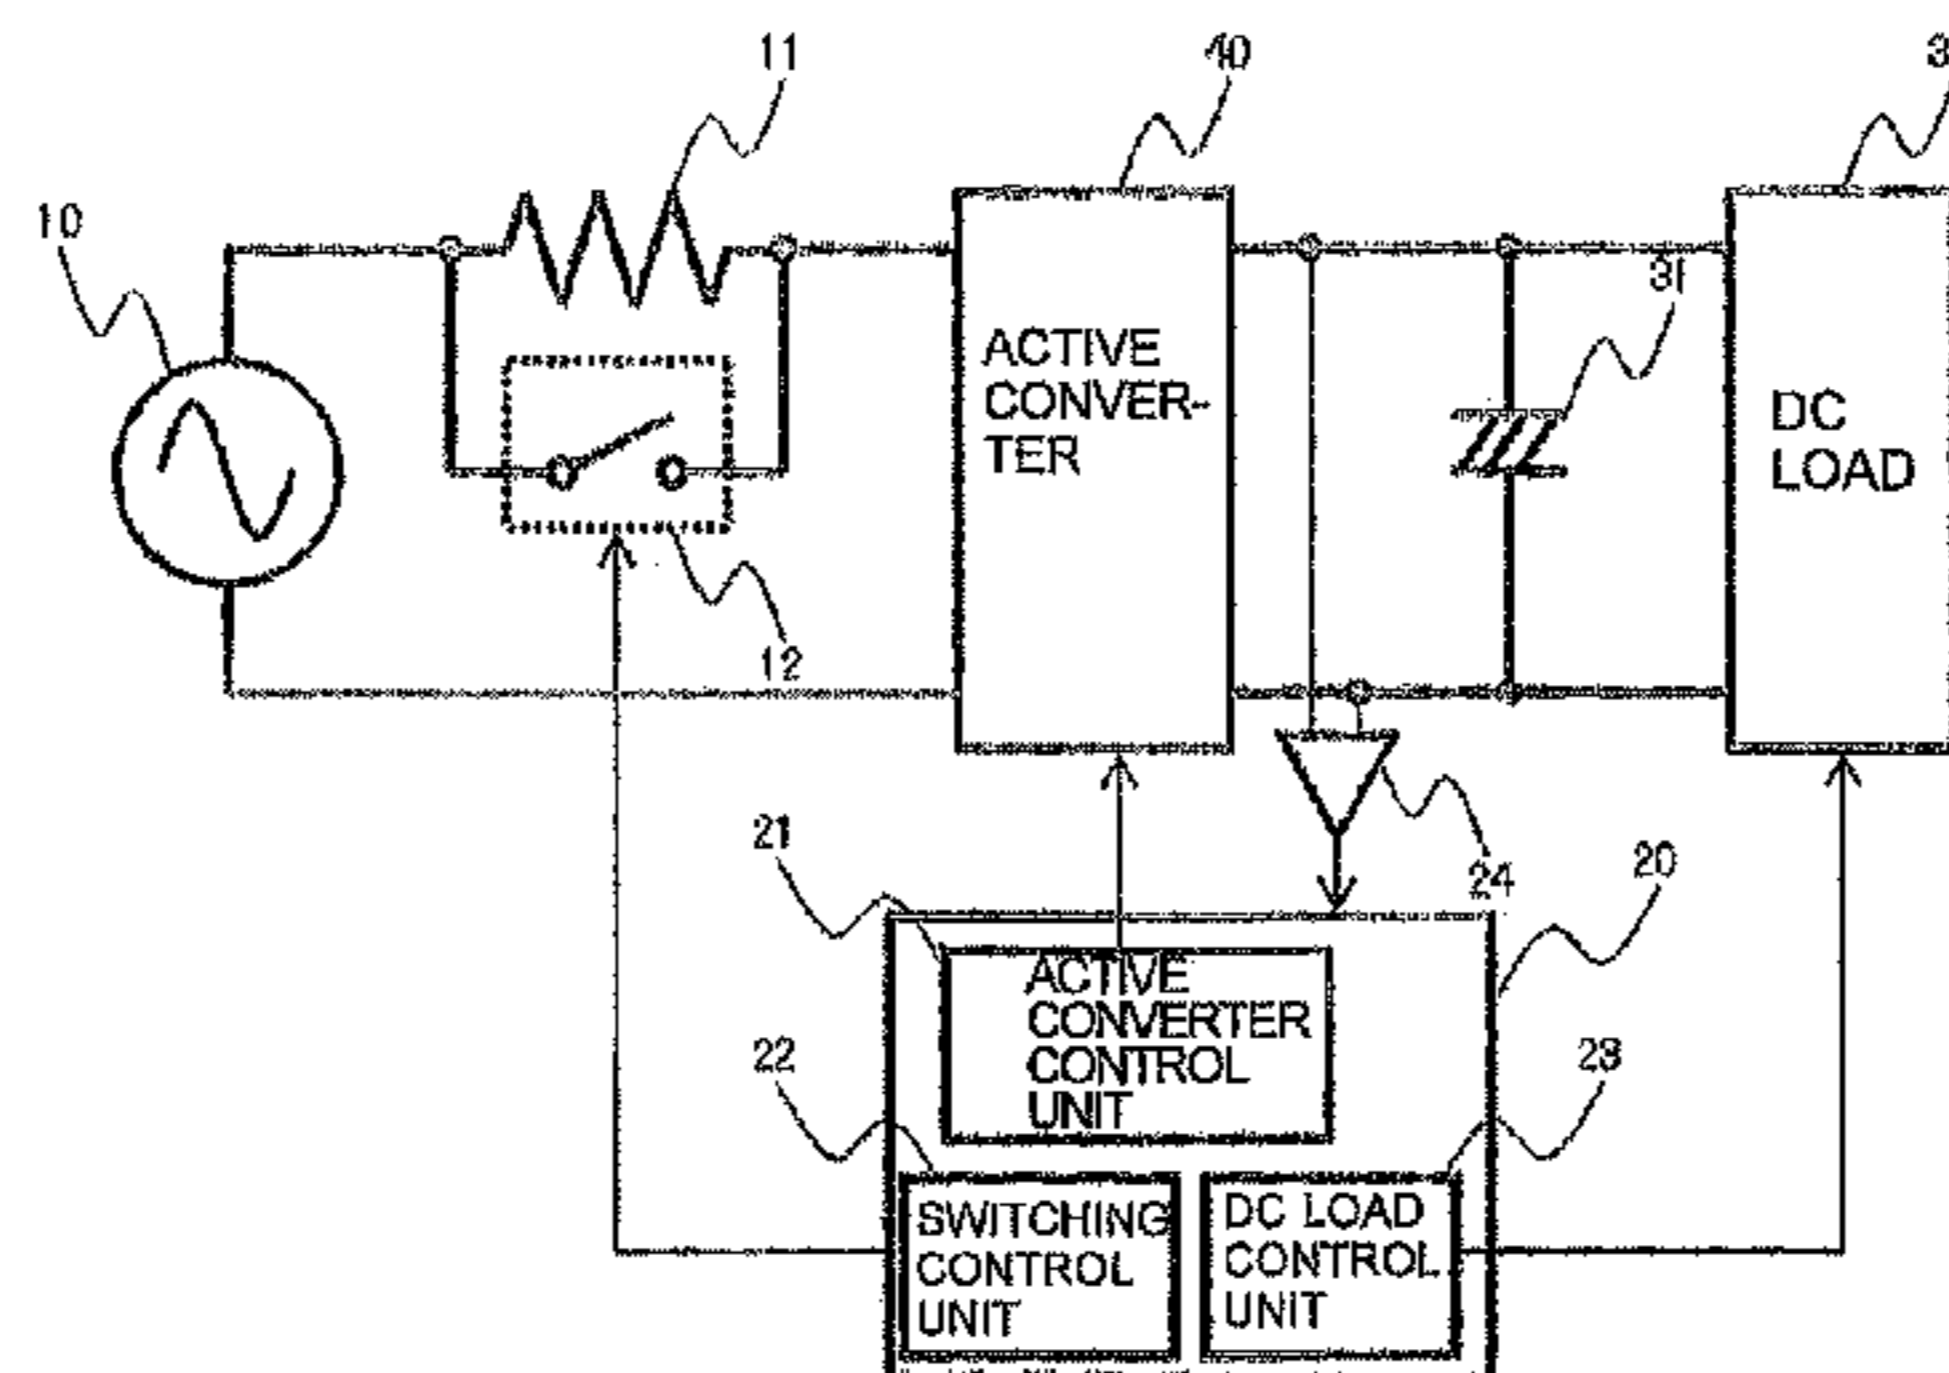 11
40
3
10
31
ACTIVE
CONVER-
TER
DC
LOAD
12
21
24
20
ACTIVE
CONVERTER
CONTROL
UNIT
22
23
SWITCHING
CONTROL
UNIT
DC LOAD
CONTROL
UNIT